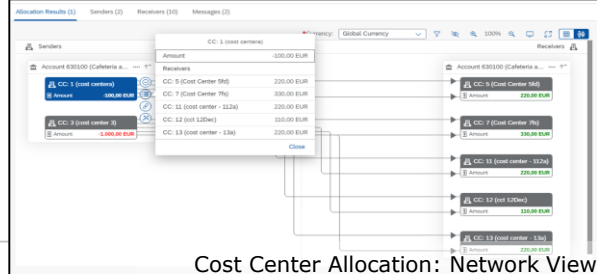 Allocation Results (1) Senders (2) Receivers (10) Messages (2)
*Currency: Global Currency 100%
Senders Receivers
Account 630100 (Cafeteria a...
CC: 1 (cost centera)
Amount -100,00 EUR
CC: 3 (cost center 3)
Amount -1.000,00 EUR
CC: 1 (cost centera)
Amount -100,00 EUR
Receivers
CC: 5 (Cost Center 5fd) 220,00 EUR
CC: 7 (Cost Center 7fs) 330,00 EUR
CC: 11 (cost center - 112a) 220,00 EUR
CC: 12 (cct 12Dec) 110,00 EUR
CC: 13 (cost center - 13a) 220,00 EUR
Close
Account 630100 (Cafeteria a...
CC: 5 (Cost Center 5fd)
Amount 220,00 EUR
CC: 7 (Cost Center 7fs)
Amount 330,00 EUR
CC: 11 (cost center - 112a)
Amount 220,00 EUR
CC: 12 (cct 12Dec)
Amount 110,00 EUR
CC: 13 (cost center - 13a)
Amount 220,00 EUR
Cost Center Allocation: Network View